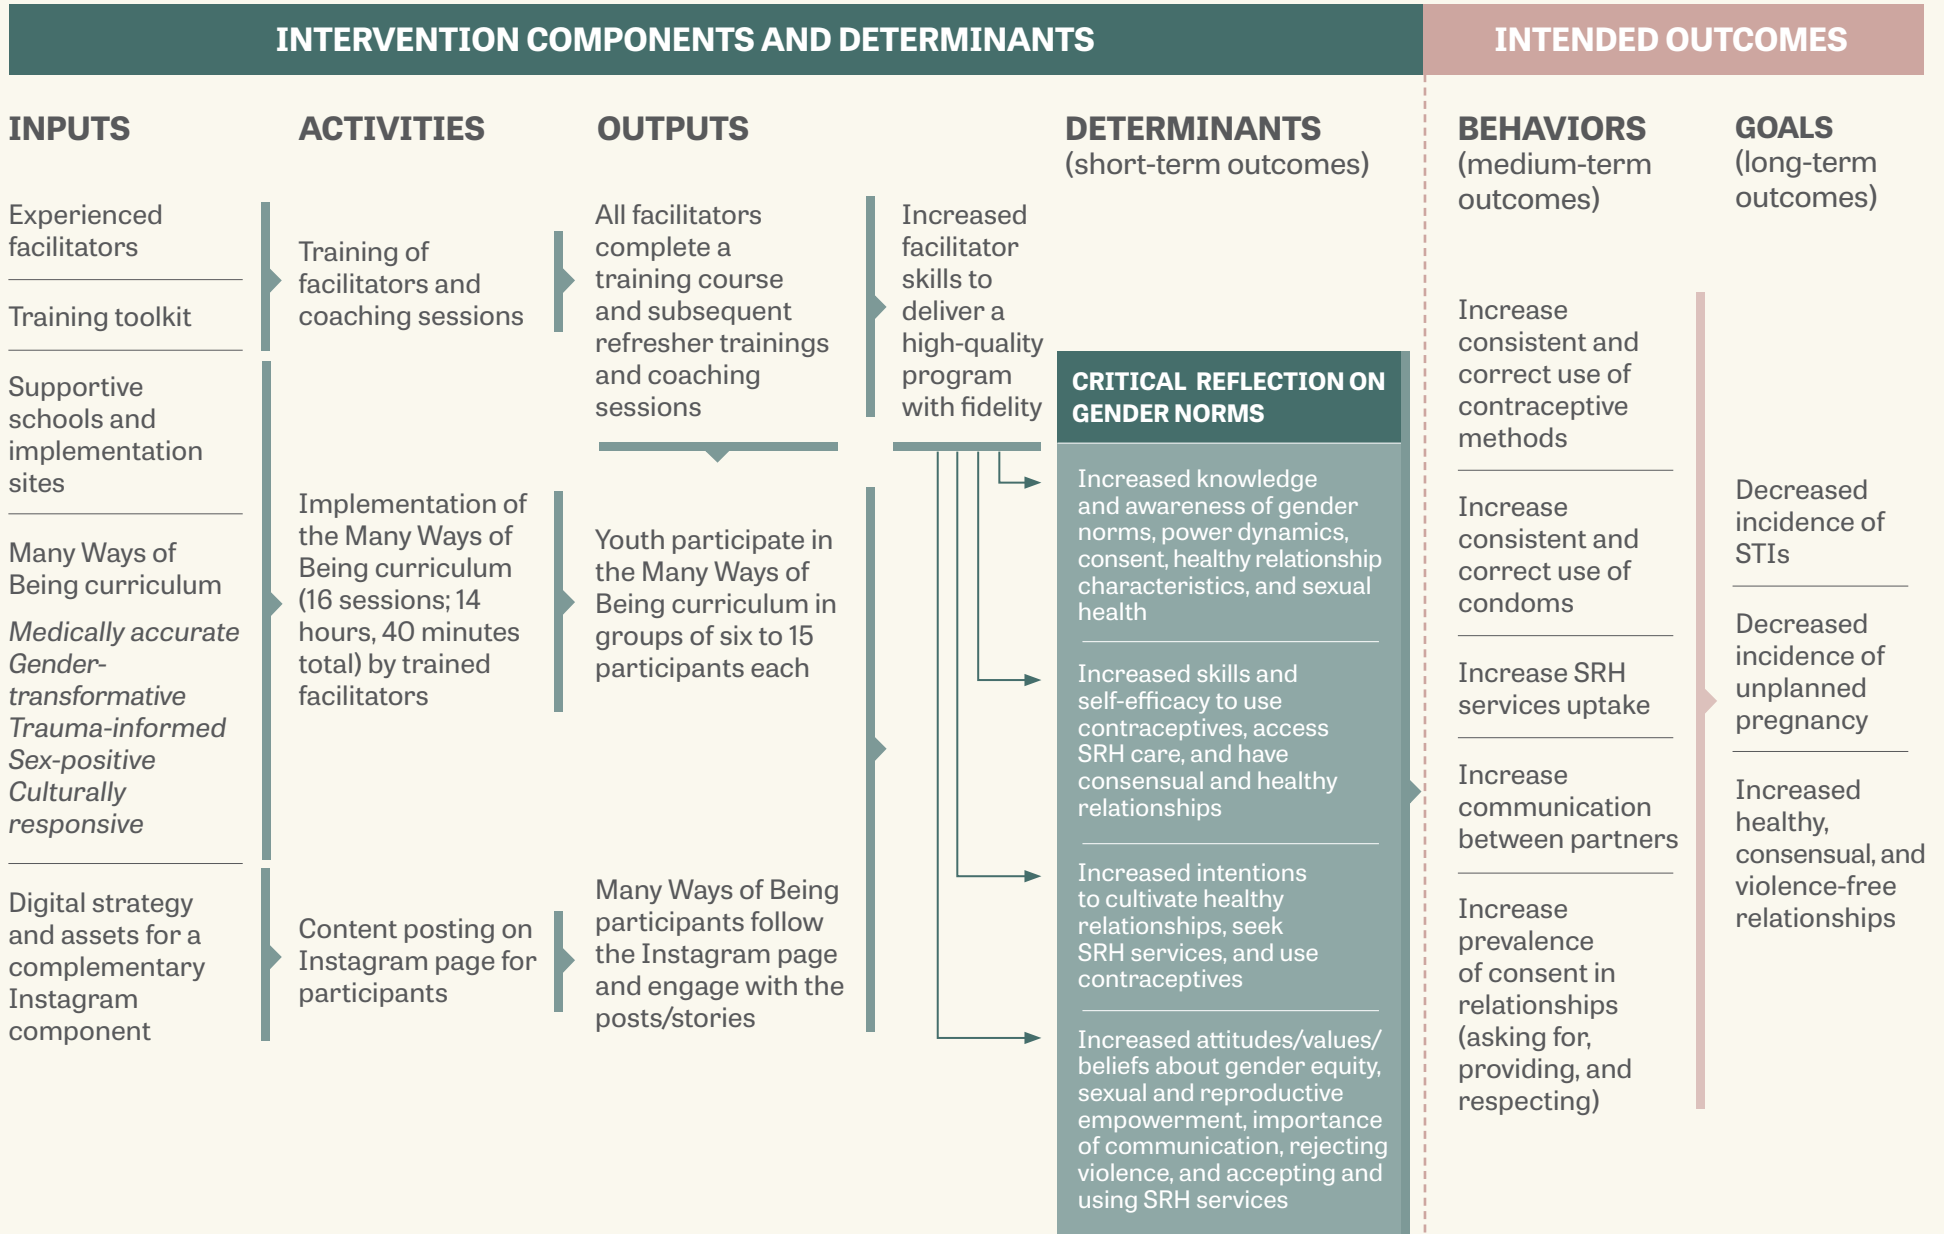 INTERVENTION COMPONENTS AND DETERMINANTS
INTENDED OUTCOMES
INPUTS
Experienced
facilitators
Training toolkit
Supportive
schools and
implementation
sites
Many Ways of
Being curriculum
Medically accurate
Gender-
transformative
Trauma-informed
Sex-positive
Culturally
responsive
Digital strategy
and assets for a
complementary
Instagram
component
ACTIVITIES
Training of
facilitators and
coaching sessions
Implementation of
the Many Ways of
Being curriculum
(16 sessions; 14
hours, 40 minutes
total) by trained
facilitators
Content posting on
Instagram page for
participants
OUTPUTS
All facilitators
complete a
training course
and subsequent
refresher trainings
and coaching
sessions
Youth participate in
the Many Ways of
Being curriculum in
groups of six to 15
participants each
Many Ways of Being
participants follow
the Instagram page
and engage with the
posts/stories
Increased
facilitator
skills to
deliver a
high-quality
program
with fidelity
DETERMINANTS
(short-term outcomes)
CRITICAL REFLECTION ON
GENDER NORMS
Increased knowledge
and awareness of gender
norms, power dynamics,
consent, healthy relationship
characteristics, and sexual
health
Increased skills and
self-efficacy to use
contraceptives, access
SRH care, and have
consensual and healthy
relationships
Increased intentions
to cultivate healthy
relationships, seek
SRH services, and use
contraceptives
Increased attitudes/values/
beliefs about gender equity,
sexual and reproductive
empowerment, importance
of communication, rejecting
violence, and accepting and
using SRH services
BEHAVIORS
(medium-term
outcomes)
Increase
consistent and
correct use of
contraceptive
methods
Increase
consistent and
correct use of
condoms
Increase SRH
services uptake
Increase
communication
between partners
Increase
prevalence
of consent in
relationships
(asking for,
providing, and
respecting)
GOALS
(long-term
outcomes)
Decreased
incidence of
STIs
Decreased
incidence of
unplanned
pregnancy
Increased
healthy,
consensual, and
violence-free
relationships